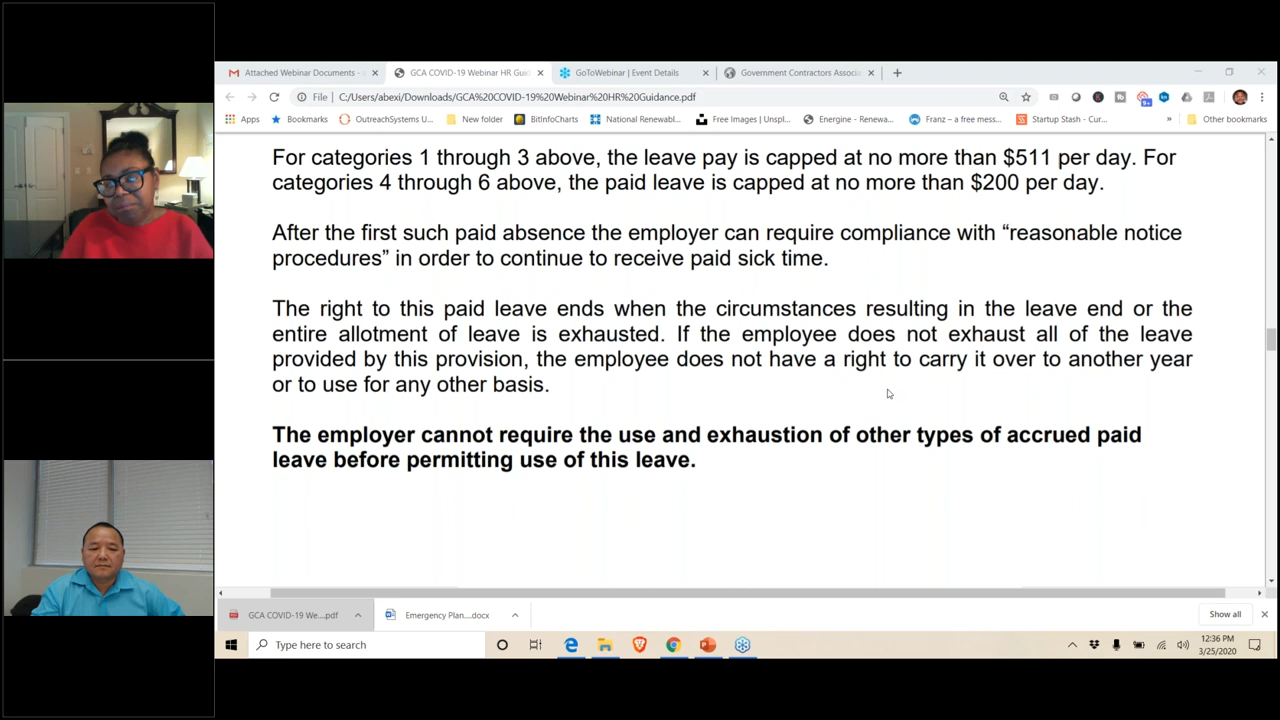 Attached Webinar Documents -
GCA COVID-19 Webinar HR Guid
GoToWebinar | Event Details
Government Contractors Associa
File
C:/Users/abexi/Downloads/GCA%20COVID-19%20Webinar%20HR%20Guidance.pdf
Apps
Bookmarks
OutreachSystems U...
New folder
BitInfoCharts
National Renewabl...
Free Images | Unspl...
Energine - Renewa...
Franz – a free mess...
Startup Stash - Cur...
»
Other bookmarks
For categories 1 through 3 above, the leave pay is capped at no more than $511 per day. For
categories 4 through 6 above, the paid leave is capped at no more than $200 per day.
After the first such paid absence the employer can require compliance with “reasonable notice
procedures” in order to continue to receive paid sick time.
The right to this paid leave ends when the circumstances resulting in the leave end or the
entire allotment of leave is exhausted. If the employee does not exhaust all of the leave
provided by this provision, the employee does not have a right to carry it over to another year
or to use for any other basis.
The employer cannot require the use and exhaustion of other types of accrued paid
leave before permitting use of this leave.
GCA COVID-19 We....pdf
Emergency Plan....docx
Show all
Type here to search
12:36 PM
3/25/2020